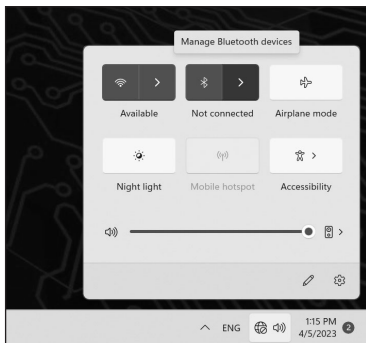 Manage Bluetooth devices
Available
Not connected
Airplane mode
Night light
Mobile hotspot
Accessibility
ENG
1:15 PM
4/5/2023
2